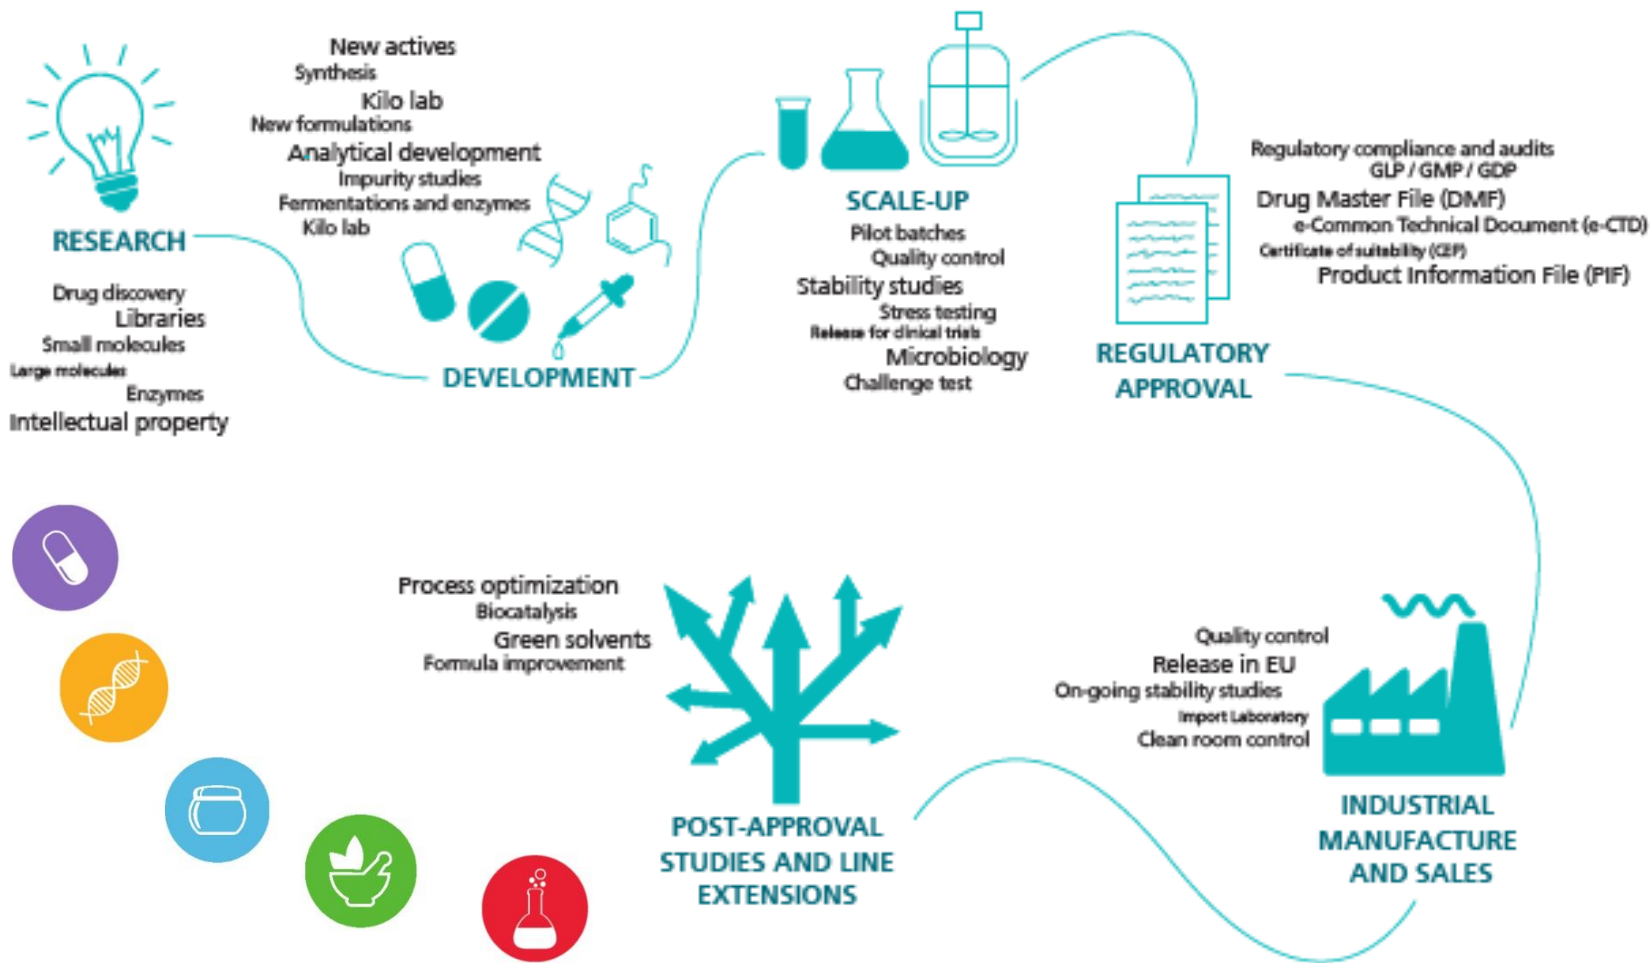 RESEARCH
Drug discovery
Libraries
Small molecules
Large molecules
Enzymes
Intellectual property
New actives
Synthesis
Kilo lab
New formulations
Analytical development
Impurity studies
Fermentations and enzymes
Kilo lab
DEVELOPMENT
SCALE-UP
Pilot batches
Quality control
Stability studies
Stress testing
Release for clinical trials
Microbiology
Challenge test
Regulatory compliance and audits
GLP / GMP / GDP
Drug Master File (DMF)
e-Common Technical Document (e-CTD)
Certificate of suitability (CEP)
Product Information File (PIF)
REGULATORY
APPROVAL
Quality control
Release in EU
On-going stability studies
Import Laboratory
Clean room control
INDUSTRIAL
MANUFACTURE
AND SALES
Process optimization
Biocatalysis
Green solvents
Formula improvement
POST-APPROVAL
STUDIES AND LINE
EXTENSIONS